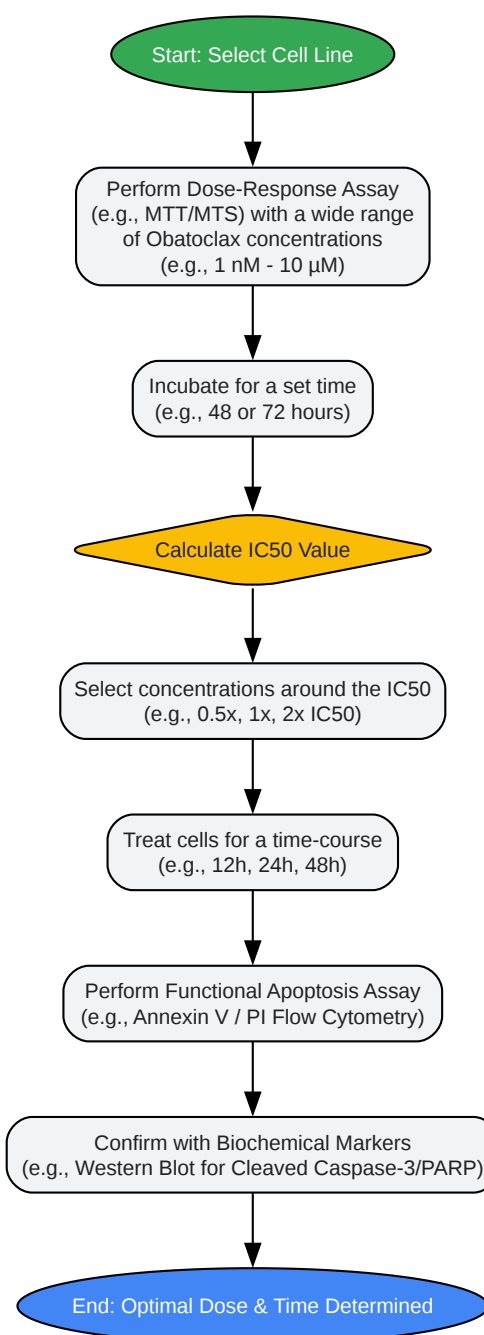 Start: Select Cell Line
Perform Dose-Response Assay
(e.g., MTT/MTS) with a wide range
of Obatoclax concentrations
(e.g., 1 nM - 10 µM)
Incubate for a set time
(e.g., 48 or 72 hours)
Calculate IC50 Value
Select concentrations around the IC50
(e.g., 0.5x, 1x, 2x IC50)
Treat cells for a time-course
(e.g., 12h, 24h, 48h)
Perform Functional Apoptosis Assay
(e.g., Annexin V / PI Flow Cytometry)
Confirm with Biochemical Markers
(e.g., Western Blot for Cleaved Caspase-3/PARP)
End: Optimal Dose & Time Determined